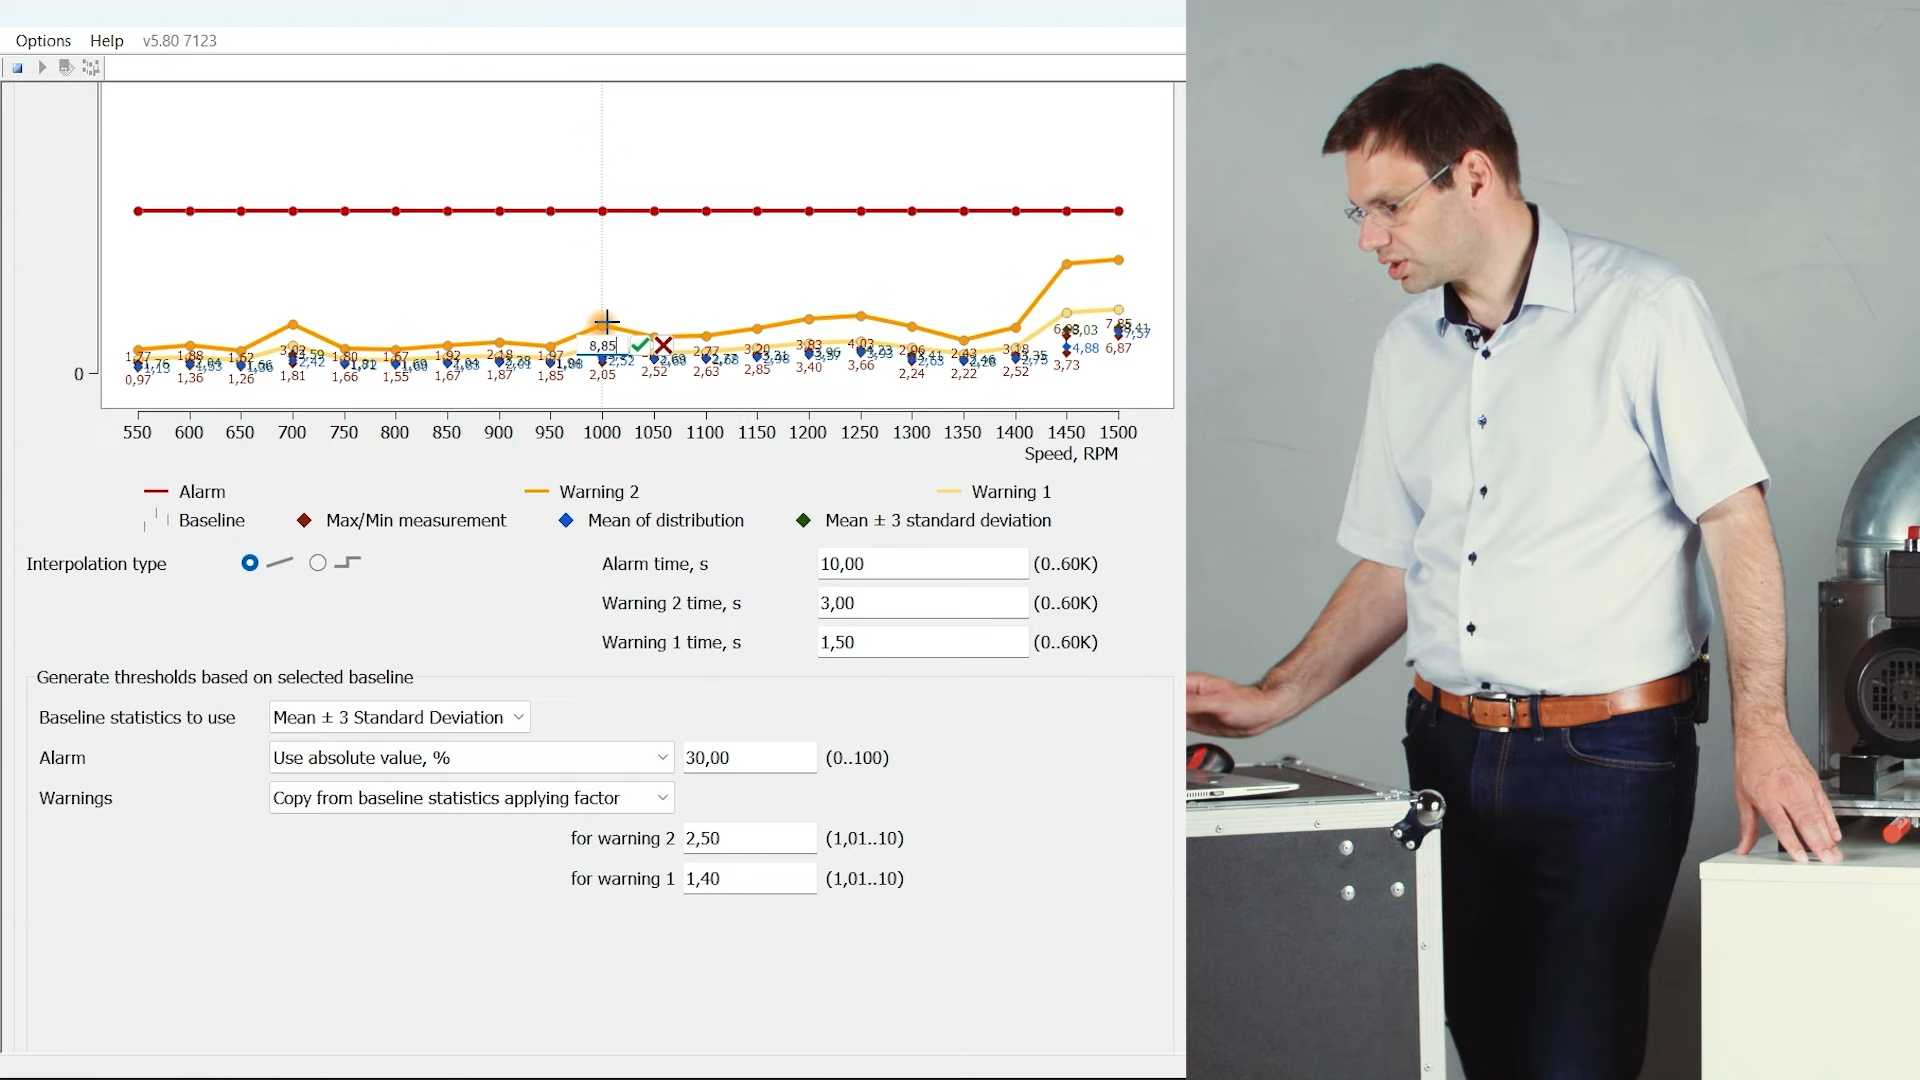 Options Help v5.80 7123
8,85
0
0,97 1,36 1,26 1,81 1,66 1,55 1,67 1,87 1,85 2,05 2,52 2,63 2,85 3,40 3,66 2,24 2,22 2,52 3,73 6,87
4,88 7,57
550 600 650 700 750 800 850 900 950 1000 1050 1100 1150 1200 1250 1300 1350 1400 1450 1500
Speed, RPM
Alarm Warning 2 Warning 1
Baseline Max/Min measurement Mean of distribution Mean ± 3 standard deviation
Interpolation type Alarm time, s 10,00 (0..60K)
Warning 2 time, s 3,00 (0..60K)
Warning 1 time, s 1,50 (0..60K)
Generate thresholds based on selected baseline
Baseline statistics to use Mean ± 3 Standard Deviation
Alarm Use absolute value, % 30,00 (0..100)
Warnings Copy from baseline statistics applying factor
for warning 2 2,50 (1,01..10)
for warning 1 1,40 (1,01..10)